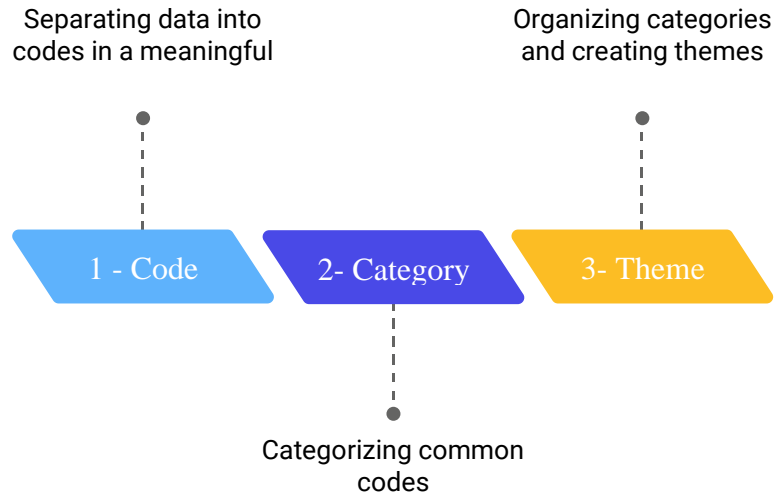 Separating data into
codes in a meaningful
Organizing categories
and creating themes
1 - Code
2- Category
3- Theme
Categorizing common
codes